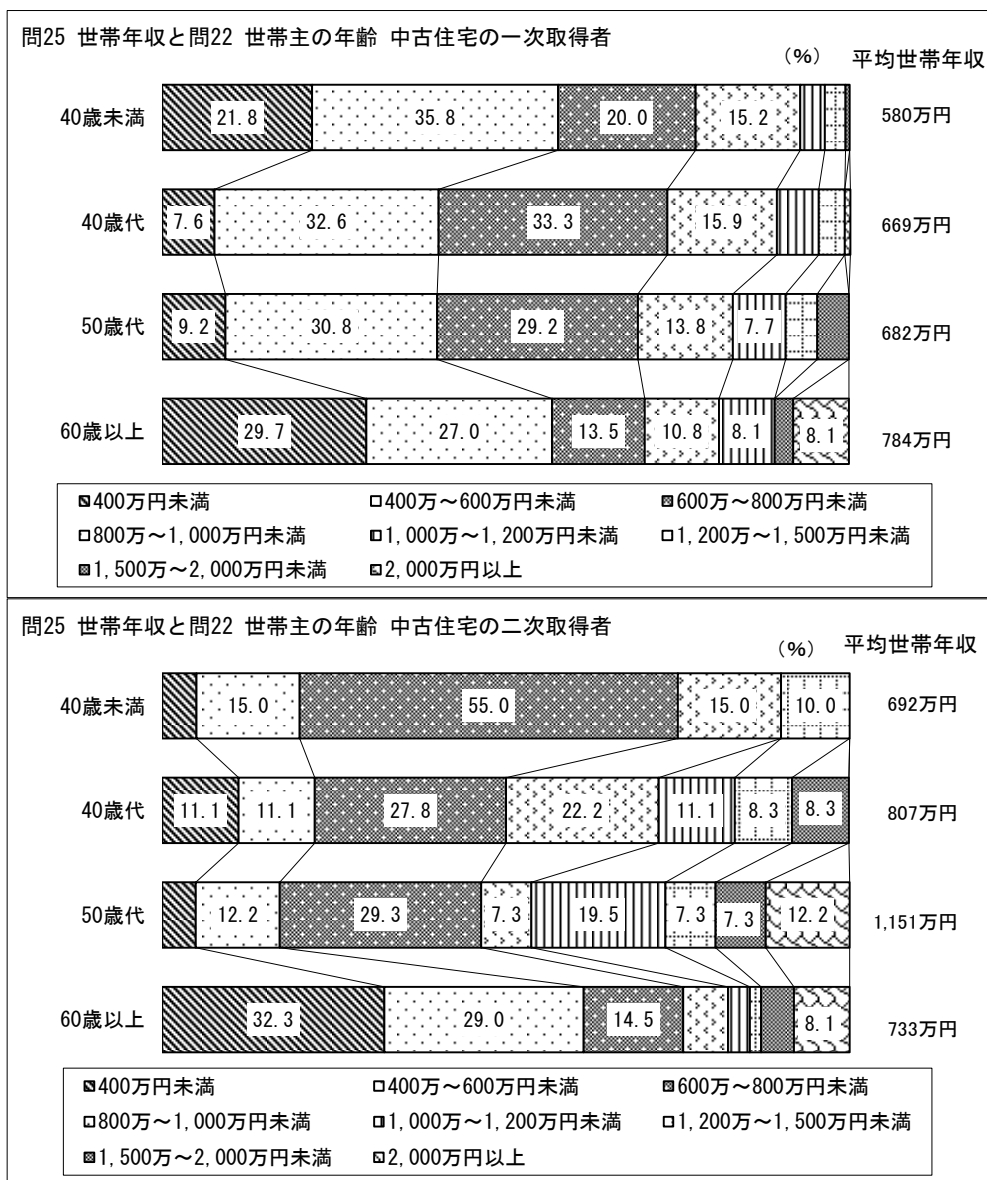 問25 世帯年収と問22 世帯主の年齢 中古住宅の一次取得者
(%) 平均世帯年収
40歳未満 21.8 35.8 20.0 15.2 580万円
40歳代 7.6 32.6 33.3 15.9 669万円
50歳代 9.2 30.8 29.2 13.8 7.7 682万円
60歳以上 29.7 27.0 13.5 10.8 8.1 8.1 784万円
400万円未満 400万～600万円未満 600万～800万円未満
800万～1,000万円未満 1,000万～1,200万円未満 1,200万～1,500万円未満
1,500万～2,000万円未満 2,000万円以上
問25 世帯年収と問22 世帯主の年齢 中古住宅の二次取得者
(%) 平均世帯年収
40歳未満 15.0 55.0 15.0 10.0 692万円
40歳代 11.1 11.1 27.8 22.2 11.1 8.3 8.3 807万円
50歳代 12.2 29.3 7.3 19.5 7.3 7.3 12.2 1,151万円
60歳以上 32.3 29.0 14.5 8.1 733万円
400万円未満 400万～600万円未満 600万～800万円未満
800万～1,000万円未満 1,000万～1,200万円未満 1,200万～1,500万円未満
1,500万～2,000万円未満 2,000万円以上